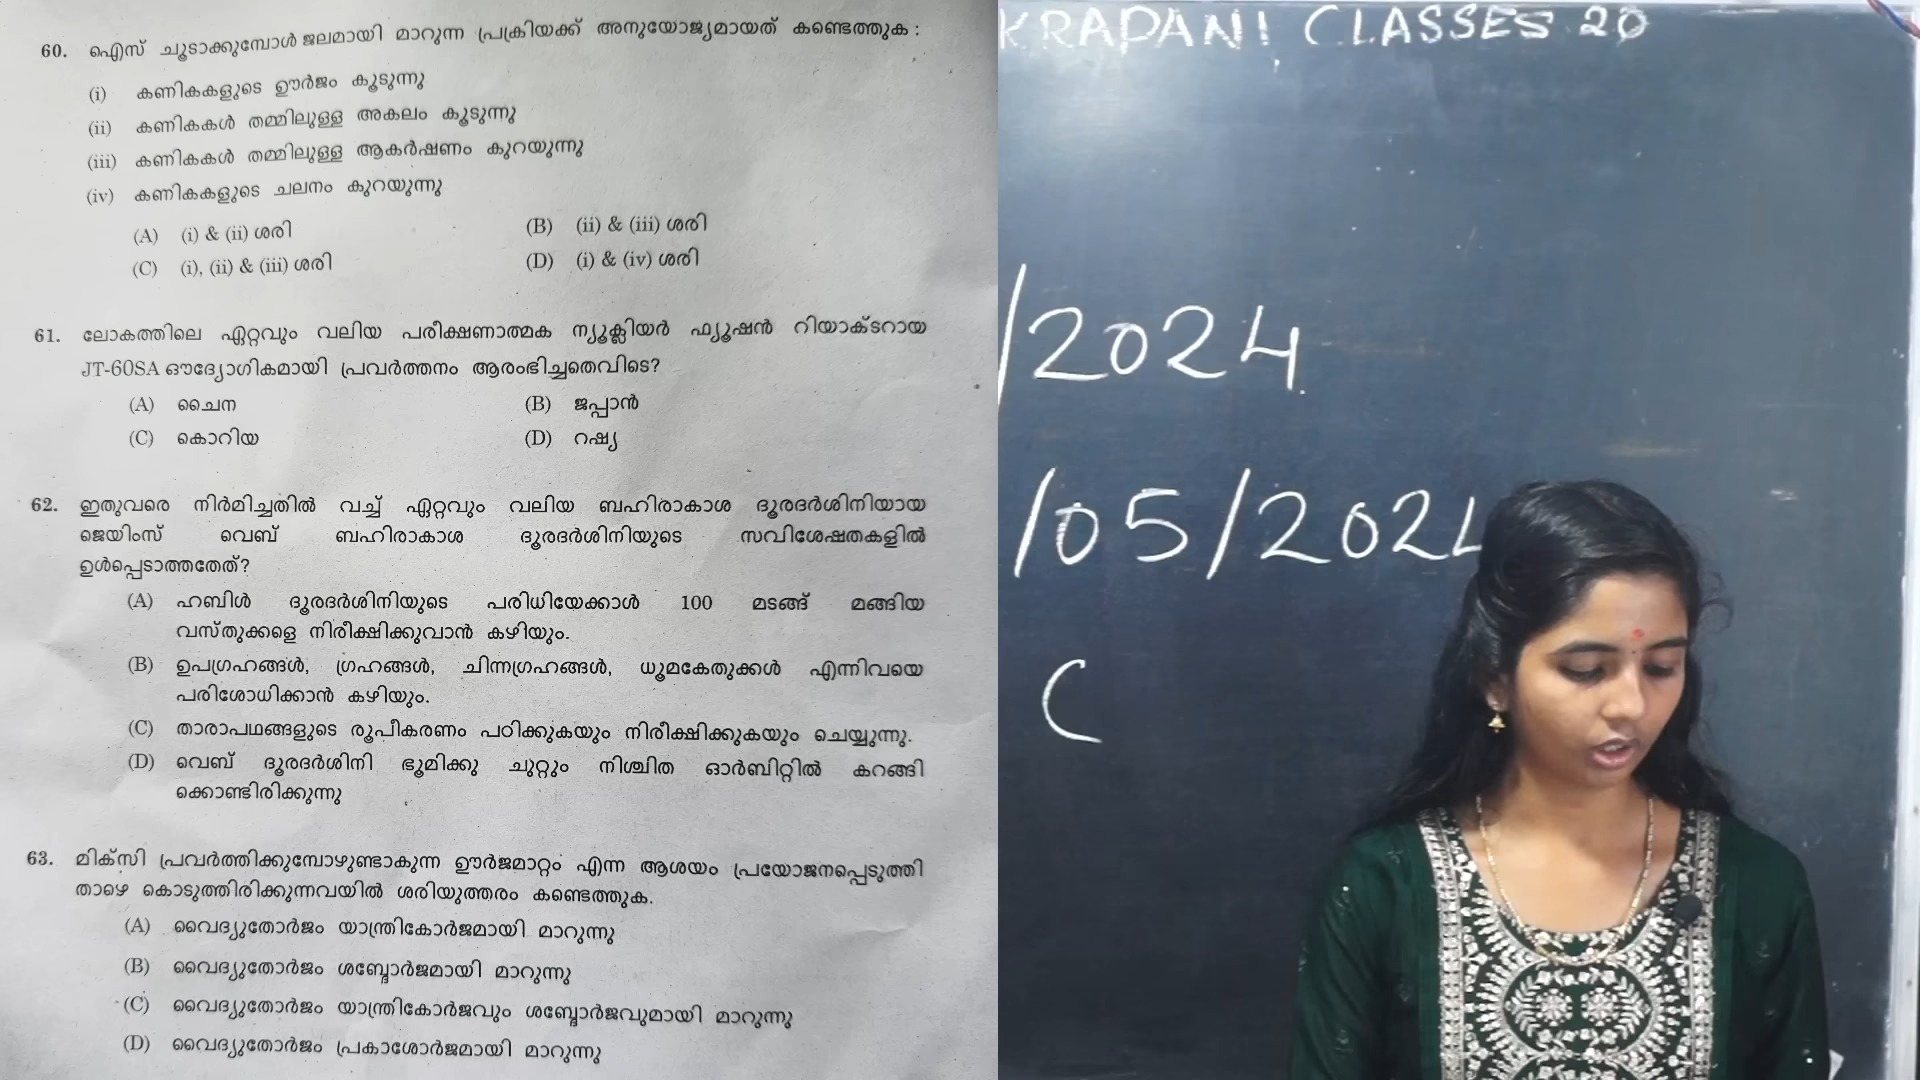 60. ഐസ് ചൂടാക്കുമ്പോൾ ജലമായി മാറുന്ന പ്രക്രിയക്ക് അനുയോജ്യമായത് കണ്ടെത്തുക :
(i) കണികകളുടെ ഊർജം കൂടുന്നു
(ii) കണികകൾ തമ്മിലുള്ള അകലം കൂടുന്നു
(iii) കണികകൾ തമ്മിലുള്ള ആകർഷണം കുറയുന്നു
(iv) കണികകളുടെ ചലനം കുറയുന്നു
(A) (i) & (ii) ശരി (B) (ii) & (iii) ശരി
(C) (i), (ii) & (iii) ശരി (D) (i) & (iv) ശരി
61. ലോകത്തിലെ ഏറ്റവും വലിയ പരീക്ഷണാത്മക ന്യൂക്ലിയർ ഫ്യൂഷൻ റിയാക്ടറായ
JT-60SA ഔദ്യോഗികമായി പ്രവർത്തനം ആരംഭിച്ചതെവിടെ?
(A) ചൈന (B) ജപ്പാൻ
(C) കൊറിയ (D) റഷ്യ
62. ഇതുവരെ നിർമിച്ചതിൽ വച്ച് ഏറ്റവും വലിയ ബഹിരാകാശ ദൂരദർശിനിയായ
ജെയിംസ് വെബ് ബഹിരാകാശ ദൂരദർശിനിയുടെ സവിശേഷതകളിൽ
ഉൾപ്പെടാത്തതേത്?
(A) ഹബിൾ ദൂരദർശിനിയുടെ പരിധിയേക്കാൾ 100 മടങ്ങ് മങ്ങിയ
വസ്തുക്കളെ നിരീക്ഷിക്കുവാൻ കഴിയും.
(B) ഉപഗ്രഹങ്ങൾ, ഗ്രഹങ്ങൾ, ചിന്നഗ്രഹങ്ങൾ, ധൂമകേതുക്കൾ എന്നിവയെ
പരിശോധിക്കാൻ കഴിയും.
(C) താരാപഥങ്ങളുടെ രൂപീകരണം പഠിക്കുകയും നിരീക്ഷിക്കുകയും ചെയ്യുന്നു.
(D) വെബ് ദൂരദർശിനി ഭൂമിക്കു ചുറ്റും നിശ്ചിത ഓർബിറ്റിൽ കറങ്ങി
ക്കൊണ്ടിരിക്കുന്നു
63. മിക്സി പ്രവർത്തിക്കുമ്പോഴുണ്ടാകുന്ന ഊർജമാറ്റം എന്ന ആശയം പ്രയോജനപ്പെടുത്തി
താഴെ കൊടുത്തിരിക്കുന്നവയിൽ ശരിയുത്തരം കണ്ടെത്തുക.
(A) വൈദ്യുതോർജം യാന്ത്രികോർജമായി മാറുന്നു
(B) വൈദ്യുതോർജം ശബ്ദോർജമായി മാറുന്നു
(C) വൈദ്യുതോർജം യാന്ത്രികോർജവും ശബ്ദോർജവുമായി മാറുന്നു
(D) വൈദ്യുതോർജം പ്രകാശോർജമായി മാറുന്നു
KRAPANI CLASSES 20
/2024
/05/2024
C